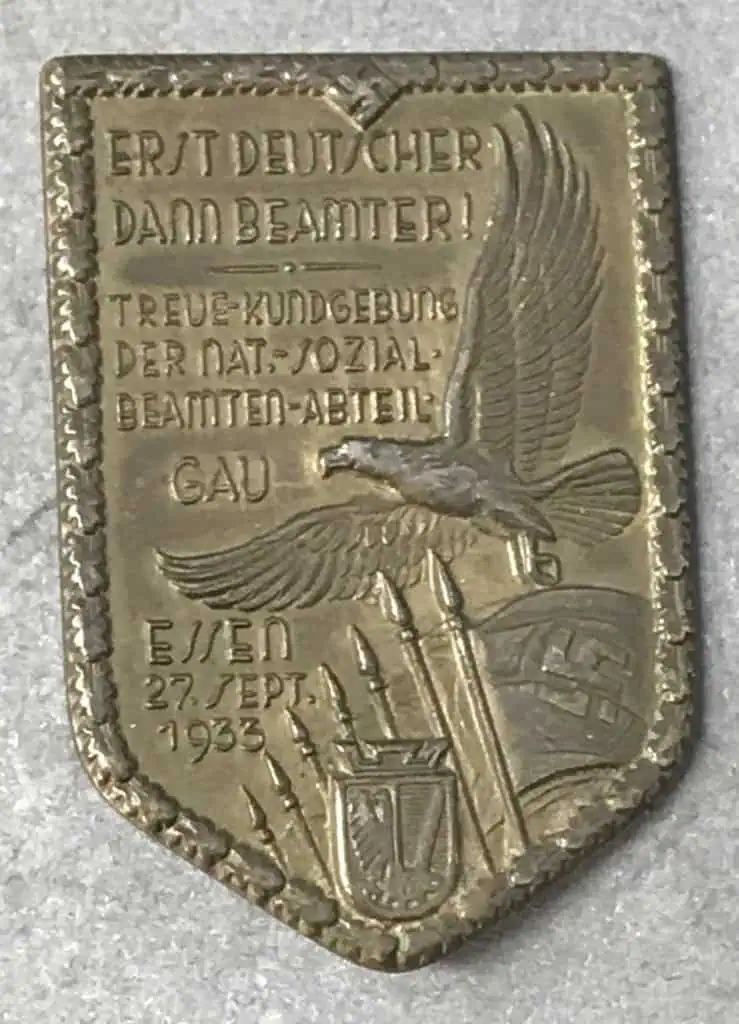 ERST DEUTSCHER
DANN BEAMTER!
TREUE-KUNDGEBUNG
DER NAT.-SOZIAL-
BEAMTEN-ABTEIL·
GAU
ESSEN
27. SEPT.
1933